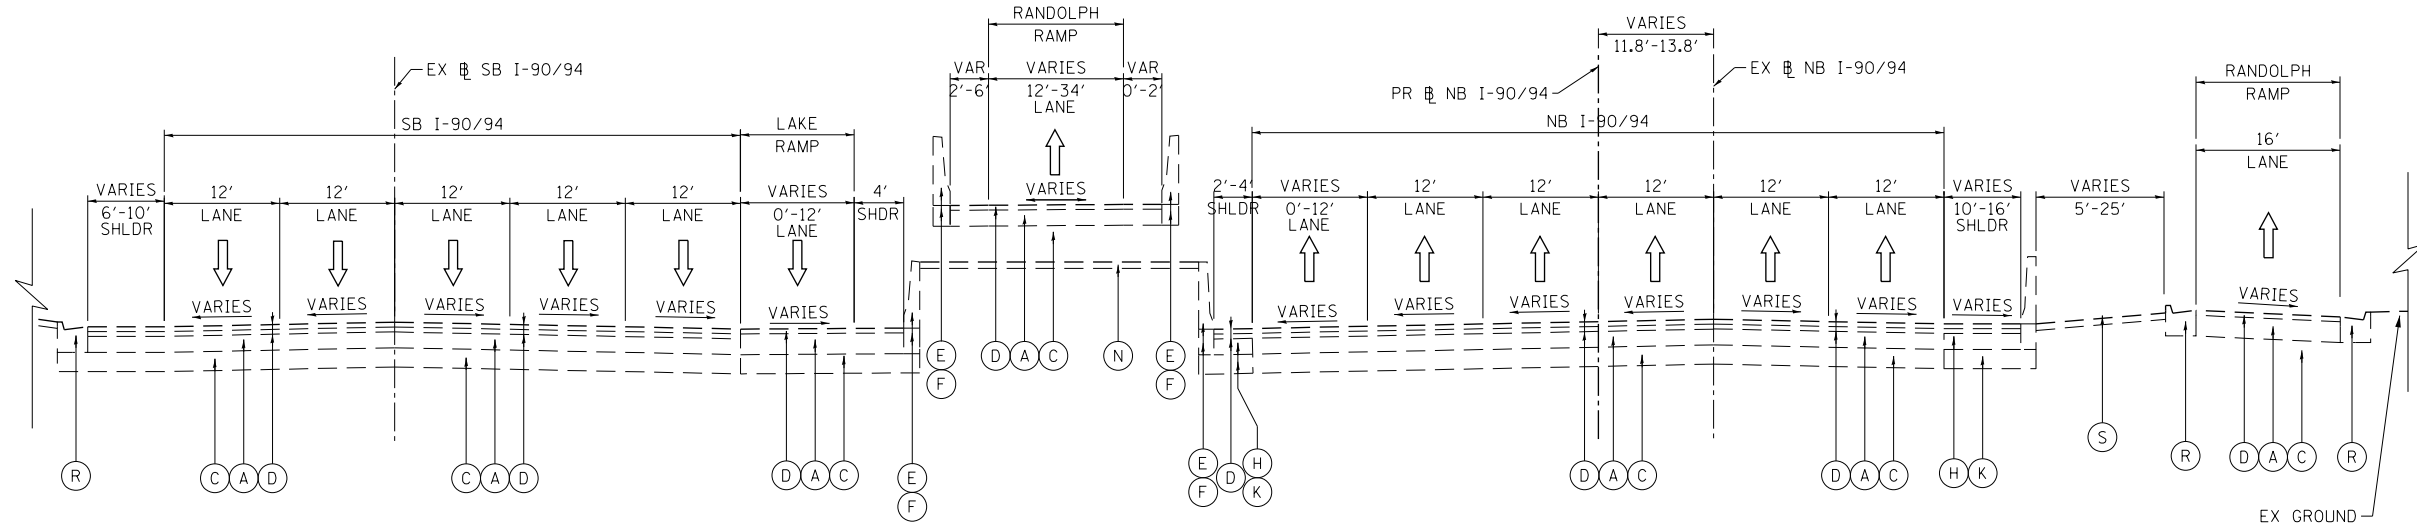 RANDOLPH
RAMP
VARIES
11.8'-13.8'
EX ℄ SB I-90/94
VAR
2'-6'
VARIES
12'-34'
LANE
VAR
0'-2'
PR ℄ NB I-90/94
EX ℄ NB I-90/94
RANDOLPH
RAMP
SB I-90/94
LAKE
RAMP
NB I-90/94
16'
LANE
VARIES
6'-10'
SHLDR
12'
LANE
12'
LANE
12'
LANE
12'
LANE
12'
LANE
VARIES
0'-12'
LANE
4'
SHDR
VARIES
2'-4'
SHLDR
VARIES
0'-12'
LANE
12'
LANE
12'
LANE
12'
LANE
12'
LANE
12'
LANE
VARIES
10'-16'
SHLDR
VARIES
5'-25'
VARIES
VARIES
VARIES
VARIES
VARIES
VARIES
VARIES
VARIES
VARIES
VARIES
VARIES
VARIES
VARIES
VARIES
E
F
D
A
C
N
E
F
R
C
A
D
C
A
D
D
A
C
E
F
E
F
D
H
K
D
A
C
D
A
C
H
K
S
R
D
A
C
R
EX GROUND